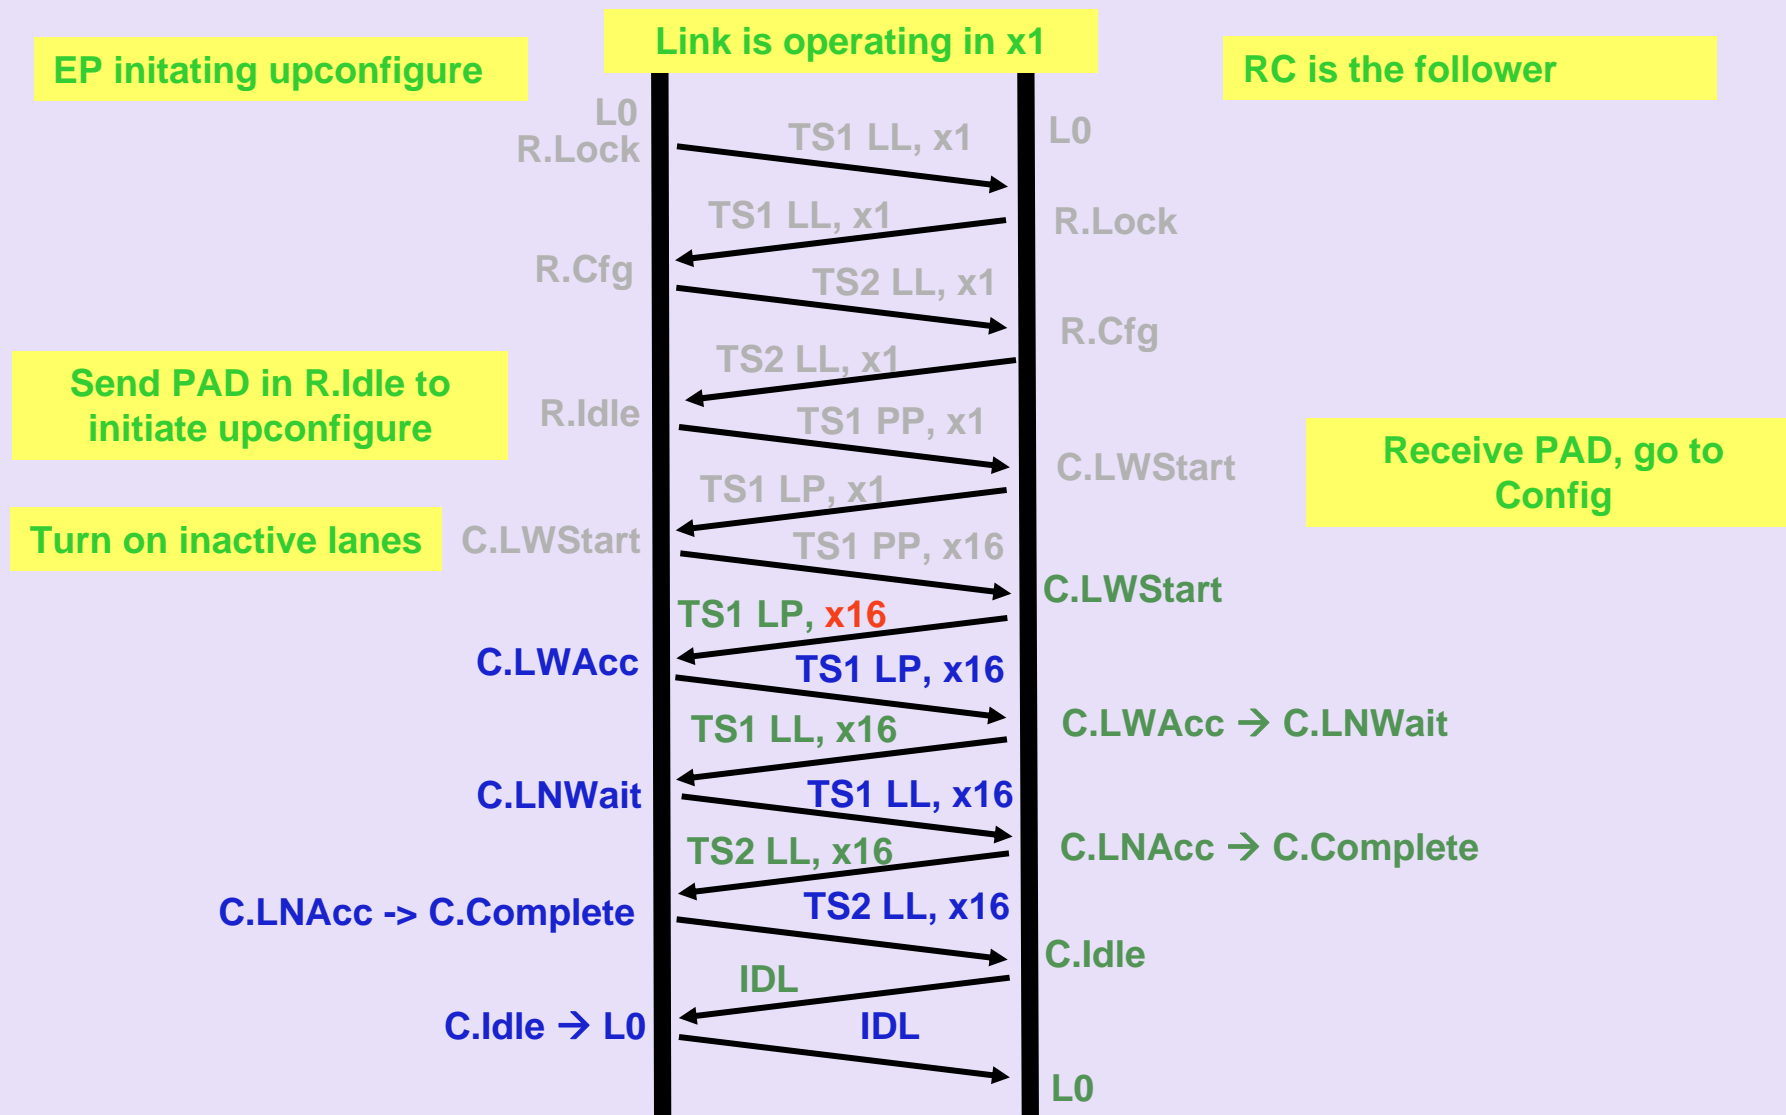 Link is operating in x1
EP initating upconfigure
RC is the follower
L0
R.Lock
TS1 LL, x1
L0
TS1 LL, x1
R.Lock
R.Cfg
TS2 LL, x1
R.Cfg
TS2 LL, x1
Send PAD in R.Idle to
initiate upconfigure
R.Idle
TS1 PP, x1
Receive PAD, go to
Config
C.LWStart
TS1 LP, x1
Turn on inactive lanes
C.LWStart
TS1 PP, x16
C.LWStart
TS1 LP, x16
C.LWAcc
TS1 LP, x16
C.LWAcc → C.LNWait
TS1 LL, x16
C.LNWait
TS1 LL, x16
C.LNAcc → C.Complete
TS2 LL, x16
C.LNAcc -> C.Complete
TS2 LL, x16
C.Idle
IDL
C.Idle → L0
IDL
L0